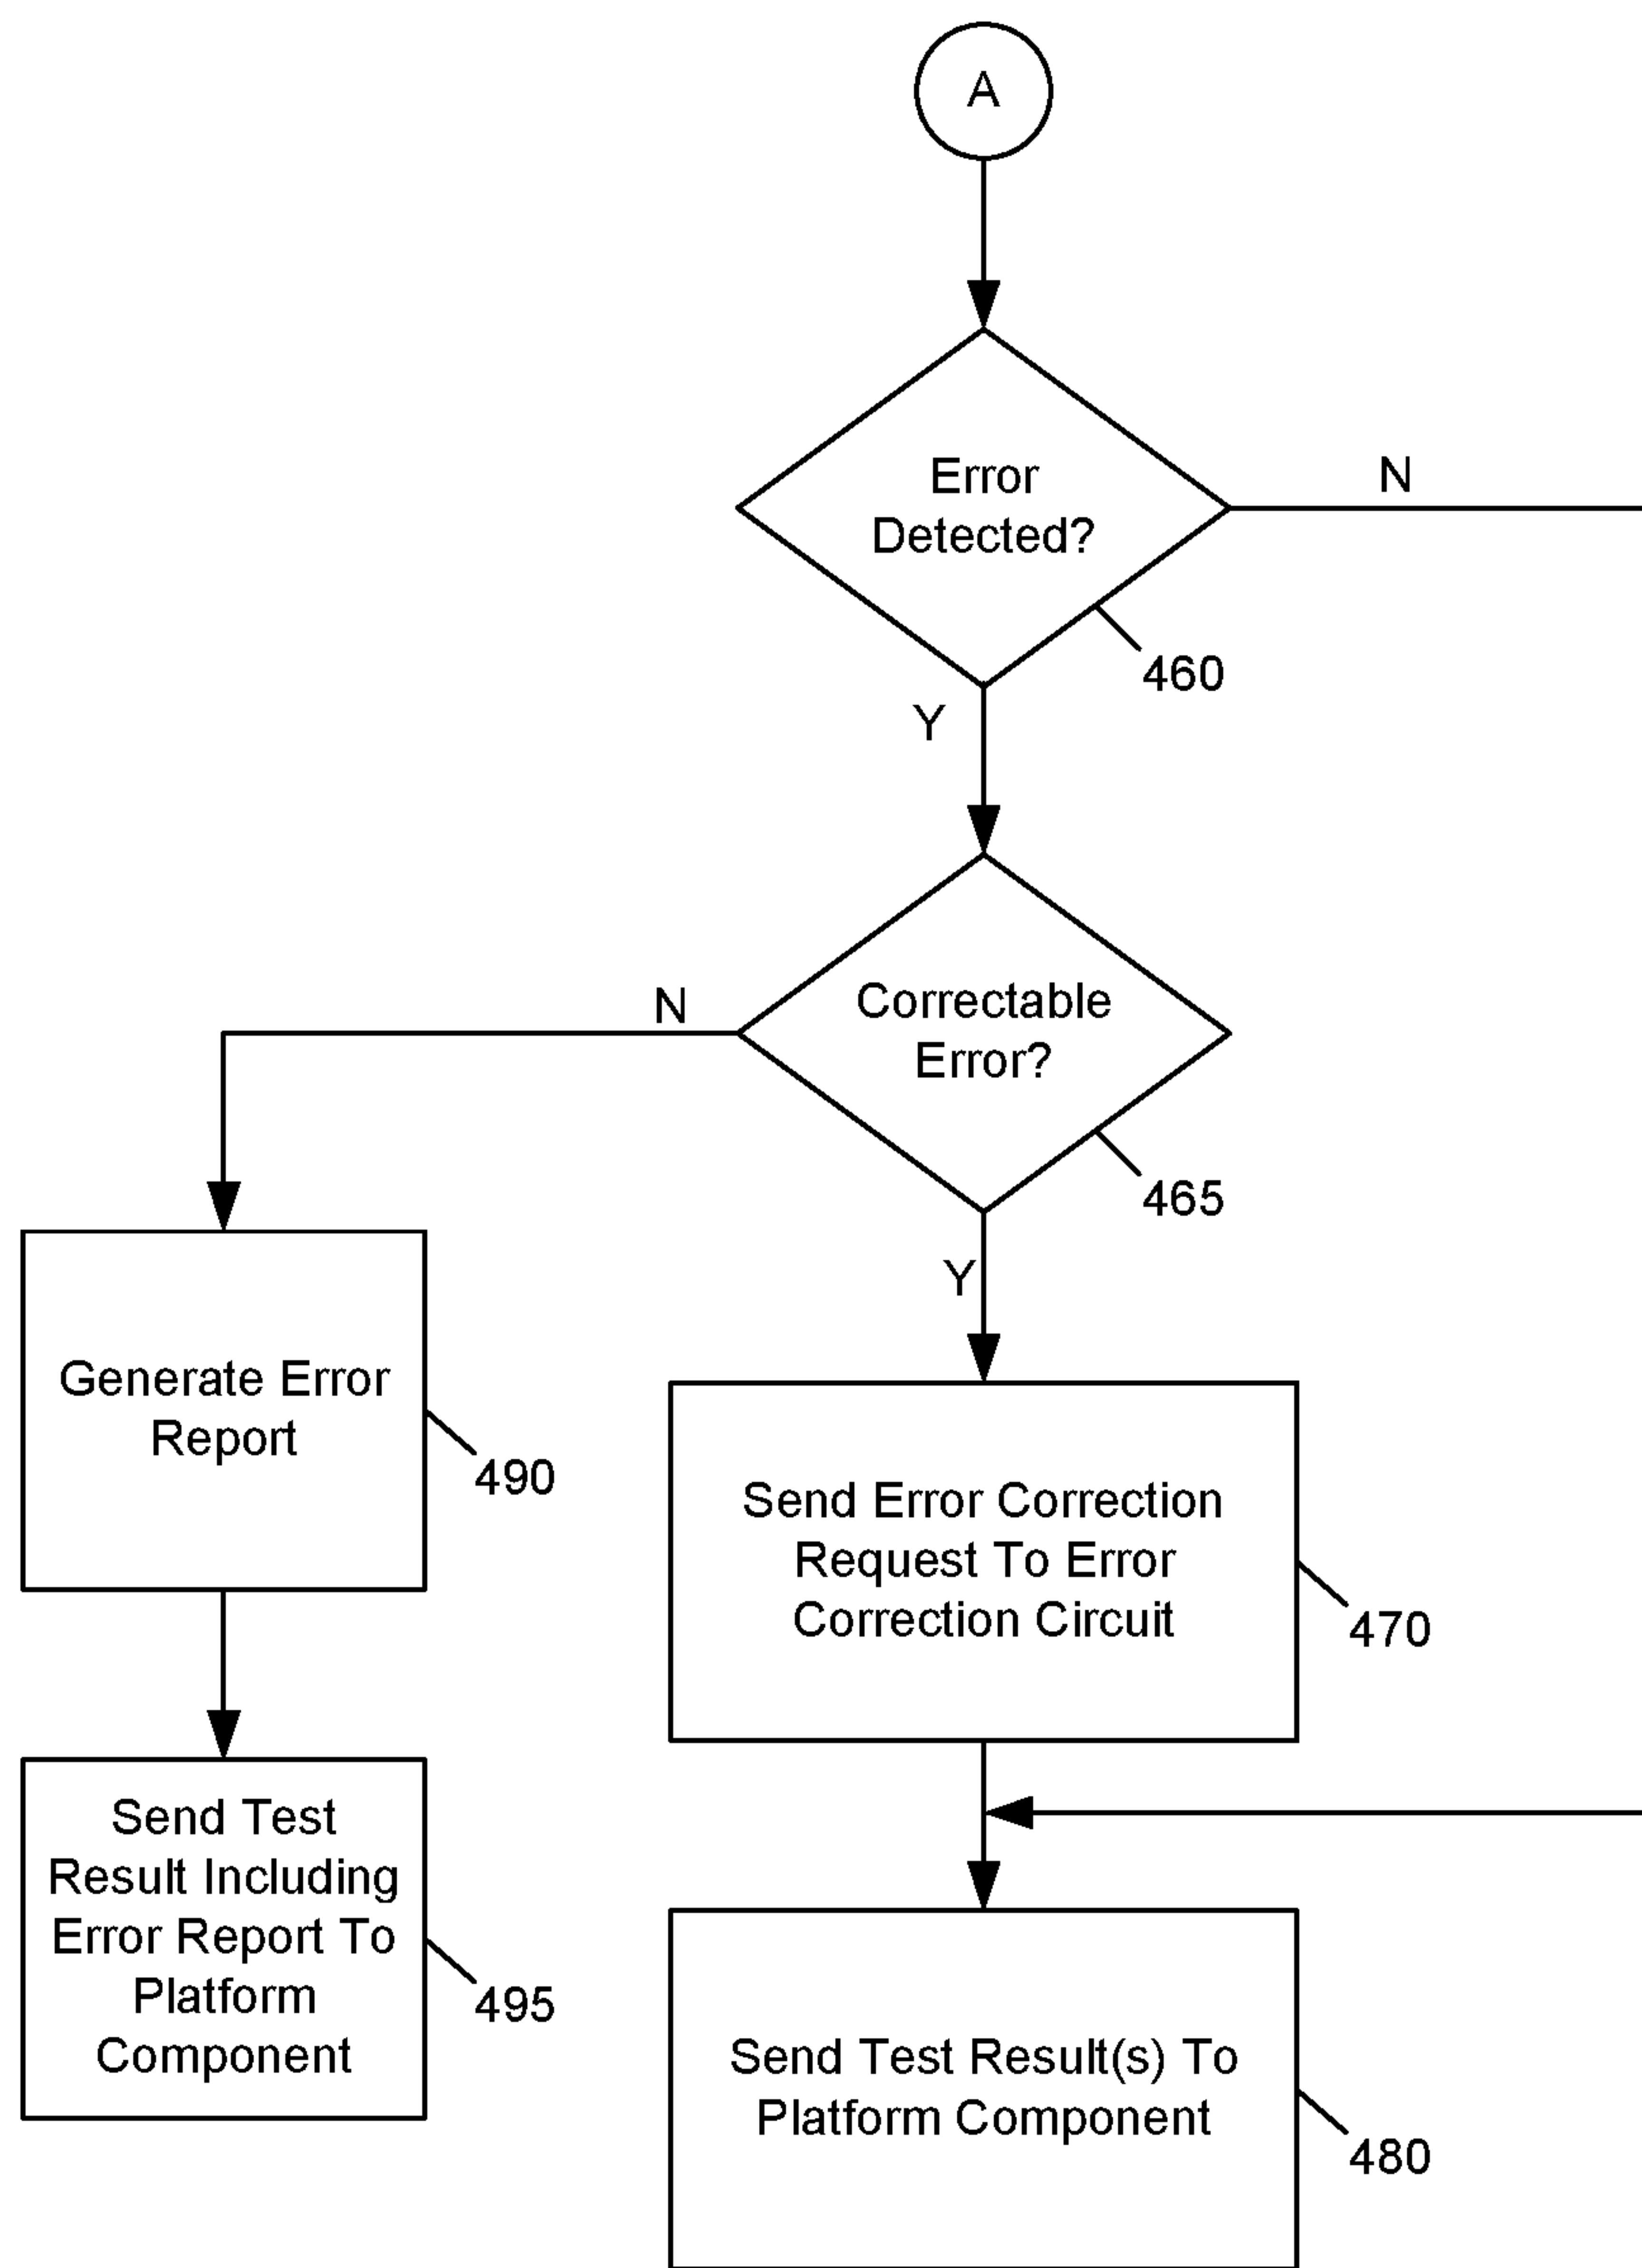 A
Error
Detected?
N
460
Y
Correctable
Error?
N
465
Y
Generate Error
Report
490
Send Error Correction
Request To Error
Correction Circuit
470
Send Test
Result Including
Error Report To
Platform
Component
495
Send Test Result(s) To
Platform Component
480